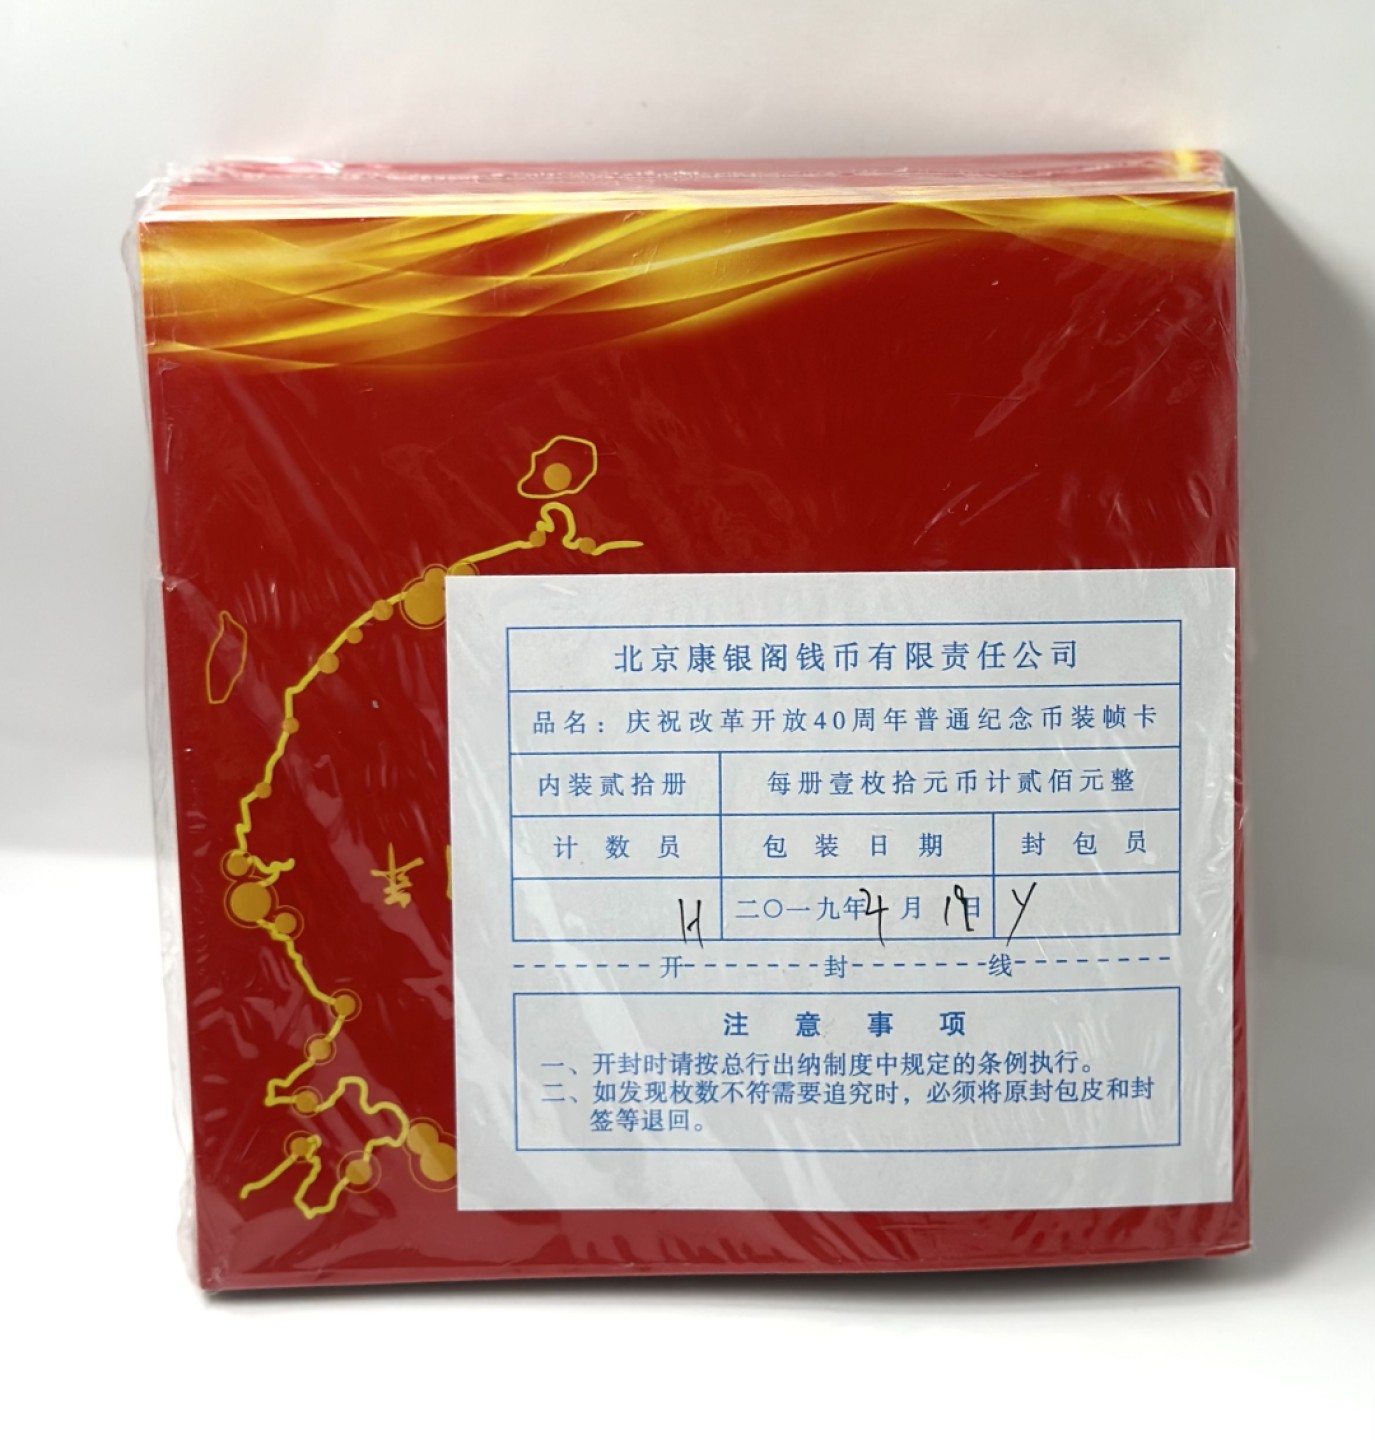 北京康银阁钱币有限责任公司
品名：庆祝改革开放40周年普通纪念币装帧卡
内装贰拾册 每册壹枚拾元币计贰佰元整
计数员 包装日期 封包员
H 二〇一九年4月19日 Y
开封线
注意事项
一、开封时请按总行出纳制度中规定的条例执行。
二、如发现枚数不符需要追究时，必须将原封包皮和封
签等退回。